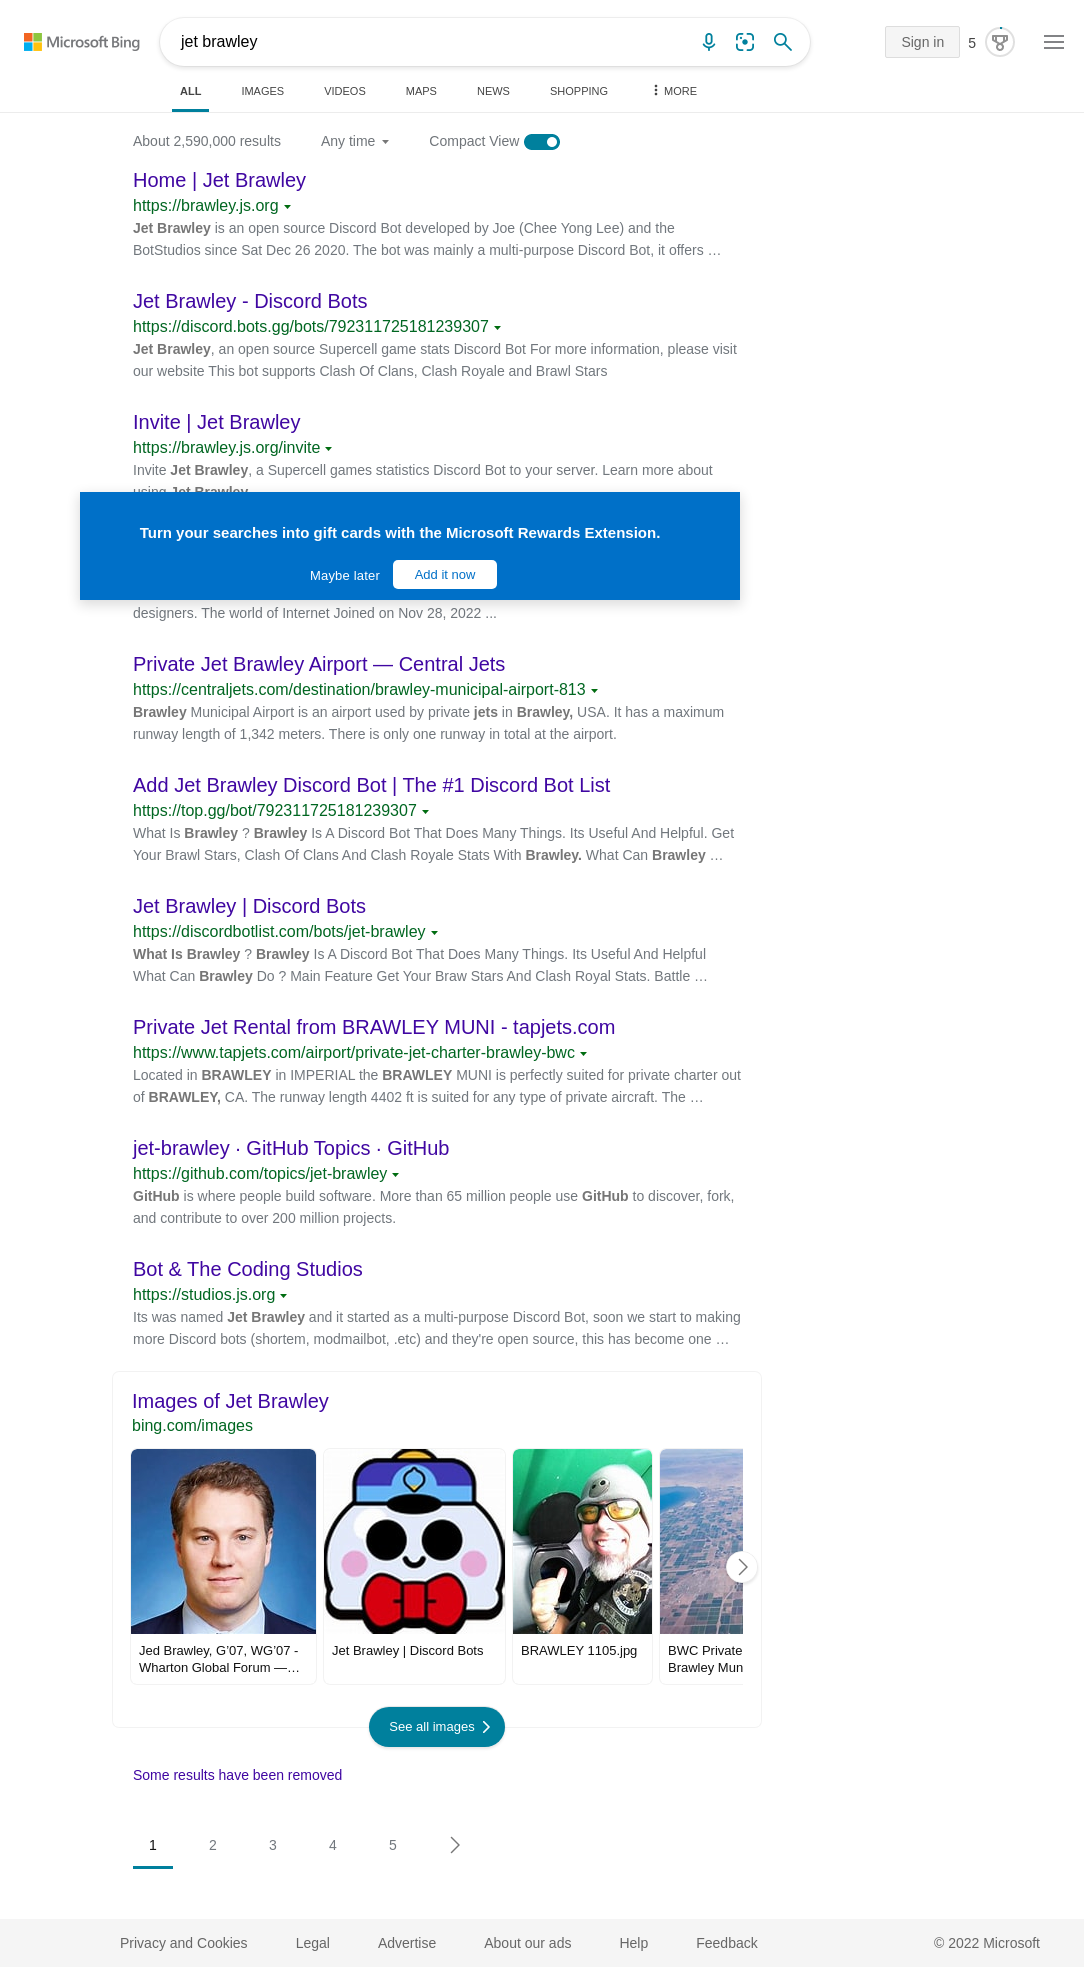 Microsoft Bing
jet brawley
Sign in
5
ALL
IMAGES
VIDEOS
MAPS
NEWS
SHOPPING
MORE
About 2,590,000 results
Any time
Compact View
Home | Jet Brawley
https://brawley.js.org
Jet Brawley is an open source Discord Bot developed by Joe (Chee Yong Lee) and the
BotStudios since Sat Dec 26 2020. The bot was mainly a multi-purpose Discord Bot, it offers …
Jet Brawley - Discord Bots
https://discord.bots.gg/bots/792311725181239307
Jet Brawley, an open source Supercell game stats Discord Bot For more information, please visit
our website This bot supports Clash Of Clans, Clash Royale and Brawl Stars
Invite | Jet Brawley
https://brawley.js.org/invite
Invite Jet Brawley, a Supercell games statistics Discord Bot to your server. Learn more about
using Jet Brawley
Turn your searches into gift cards with the Microsoft Rewards Extension.
Maybe later
Add it now
designers. The world of Internet Joined on Nov 28, 2022 ...
Private Jet Brawley Airport — Central Jets
https://centraljets.com/destination/brawley-municipal-airport-813
Brawley Municipal Airport is an airport used by private jets in Brawley, USA. It has a maximum
runway length of 1,342 meters. There is only one runway in total at the airport.
Add Jet Brawley Discord Bot | The #1 Discord Bot List
https://top.gg/bot/792311725181239307
What Is Brawley ? Brawley Is A Discord Bot That Does Many Things. Its Useful And Helpful. Get
Your Brawl Stars, Clash Of Clans And Clash Royale Stats With Brawley. What Can Brawley …
Jet Brawley | Discord Bots
https://discordbotlist.com/bots/jet-brawley
What Is Brawley ? Brawley Is A Discord Bot That Does Many Things. Its Useful And Helpful
What Can Brawley Do ? Main Feature Get Your Braw Stars And Clash Royal Stats. Battle …
Private Jet Rental from BRAWLEY MUNI - tapjets.com
https://www.tapjets.com/airport/private-jet-charter-brawley-bwc
Located in BRAWLEY in IMPERIAL the BRAWLEY MUNI is perfectly suited for private charter out
of BRAWLEY, CA. The runway length 4402 ft is suited for any type of private aircraft. The …
jet-brawley · GitHub Topics · GitHub
https://github.com/topics/jet-brawley
GitHub is where people build software. More than 65 million people use GitHub to discover, fork,
and contribute to over 200 million projects.
Bot & The Coding Studios
https://studios.js.org
Its was named Jet Brawley and it started as a multi-purpose Discord Bot, soon we start to making
more Discord bots (shortem, modmailbot, .etc) and they're open source, this has become one …
Images of Jet Brawley
bing.com/images
Jed Brawley, G'07, WG'07 -
Wharton Global Forum —…
Jet Brawley | Discord Bots
BRAWLEY 1105.jpg
BWC Private
Brawley Mun
See all images
Some results have been removed
1
2
3
4
5
Privacy and Cookies
Legal
Advertise
About our ads
Help
Feedback
© 2022 Microsoft